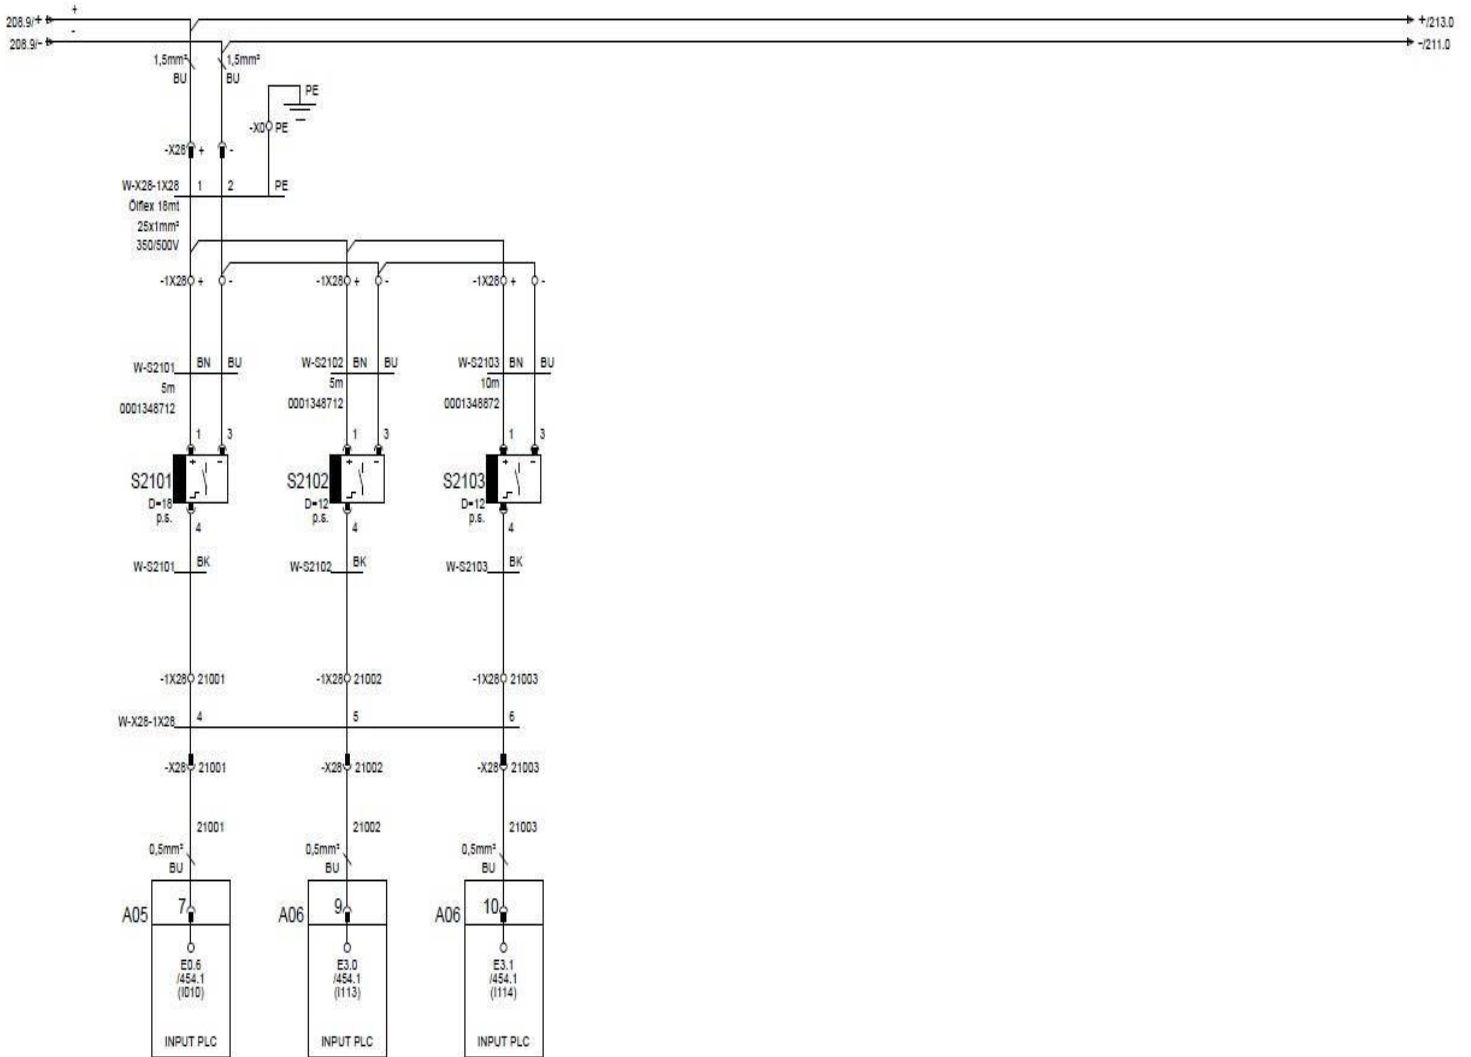 +
208.9/+ +/213.0
-
208.9/- -/211.0
1,5mm² 1,5mm²
BU BU
PE
-X0 PE
-X28 + -
W-X28-1X28 1 2 PE
Ölflex 18mt
25x1mm²
350/500V
-1X28 + - -1X28 + - -1X28 + -
W-S2101 BN BU W-S2102 BN BU W-S2103 BN BU
5m 5m 10m
0001348712 0001348712 0001348872
1 3 1 3 1 3
+ - + - + -
S2101 S2102 S2103
D=18 D=12 D=12
p.s. p.s. p.s.
4 4 4
W-S2101 BK W-S2102 BK W-S2103 BK
-1X28 21001 -1X28 21002 -1X28 21003
W-X28-1X28 4 5 6
-X28 21001 -X28 21002 -X28 21003
21001 21002 21003
0,5mm² 0,5mm² 0,5mm²
BU BU BU
A05 7 A06 9 A06 10
E0.6 E3.0 E3.1
/454.1 /454.1 /454.1
(I010) (I113) (I114)
INPUT PLC INPUT PLC INPUT PLC